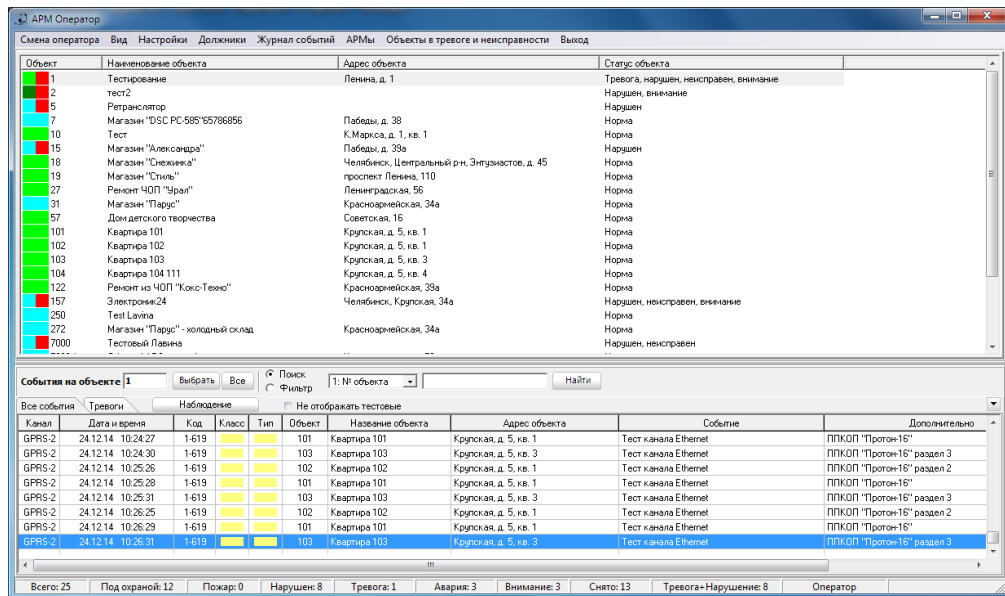 АРМ Оператор
Смена оператора Вид Настройки Должники Журнал событий АРМы Объекты в тревоге и неисправности Выход
Объект Наименование объекта Адрес объекта Статус объекта
1 Тестирование Ленина, д. 1 Тревога, нарушен, неисправен, внимание
2 тест2 Нарушен, внимание
5 Ретранслятор Нарушен
7 Магазин "DSC PC-585"65786856 Пабеды, д. 38 Норма
10 Тест К.Маркса, д. 1, кв. 1 Норма
15 Магазин "Александра" Пабеды, д. 39а Нарушен
18 Магазин "Снежинка" Челябинск, Центральный р-н, Энтузиастов, д. 45 Норма
19 Магазин "Стиль" проспект Ленина, 110 Норма
27 Ремонт ЧОП "Урал" Ленинградская, 56 Норма
31 Магазин "Парус" Красноармейская, 34а Норма
57 Дом детского творчества Советская, 16 Норма
101 Квартира 101 Крупская, д. 5, кв. 1 Норма
102 Квартира 102 Крупская, д. 5, кв. 1 Норма
103 Квартира 103 Крупская, д. 5, кв. 3 Норма
104 Квартира 104 111 Крупская, д. 5, кв. 4 Норма
122 Ремонт из ЧОП "Кокс-Техно" Красноармейская, 39а Норма
157 Электроник24 Челябинск, Крупская, 34а Нарушен, неисправен, внимание
250 Test Lavina Норма
272 Магазин "Парус" - холодный склад Красноармейская, 34а Норма
7000 Тестовый Лавина Нарушен, неисправен
События на объекте 1 Выбрать Все Поиск Фильтр 1: № объекта Найти
Все события Тревоги Наблюдение Не отображать тестовые
Канал Дата и время Код Класс Тип Объект Название объекта Адрес объекта Событие Дополнительно
GPRS-2 24.12.14 10:24:27 1-619 101 Квартира 101 Крупская, д. 5, кв. 1 Тест канала Ethernet ППКОП "Протон-16"
GPRS-2 24.12.14 10:24:30 1-619 103 Квартира 103 Крупская, д. 5, кв. 3 Тест канала Ethernet ППКОП "Протон-16" раздел 3
GPRS-2 24.12.14 10:25:26 1-619 102 Квартира 102 Крупская, д. 5, кв. 1 Тест канала Ethernet ППКОП "Протон-16" раздел 2
GPRS-2 24.12.14 10:25:28 1-619 101 Квартира 101 Крупская, д. 5, кв. 1 Тест канала Ethernet ППКОП "Протон-16"
GPRS-2 24.12.14 10:25:31 1-619 103 Квартира 103 Крупская, д. 5, кв. 3 Тест канала Ethernet ППКОП "Протон-16" раздел 3
GPRS-2 24.12.14 10:26:25 1-619 102 Квартира 102 Крупская, д. 5, кв. 1 Тест канала Ethernet ППКОП "Протон-16" раздел 2
GPRS-2 24.12.14 10:26:29 1-619 101 Квартира 101 Крупская, д. 5, кв. 1 Тест канала Ethernet ППКОП "Протон-16"
GPRS-2 24.12.14 10:26:31 1-619 103 Квартира 103 Крупская, д. 5, кв. 3 Тест канала Ethernet ППКОП "Протон-16" раздел 3
Всего: 25 Под охраной: 12 Пожар: 0 Нарушен: 8 Тревога: 1 Авария: 3 Внимание: 3 Снято: 13 Тревога+Нарушение: 8 Оператор